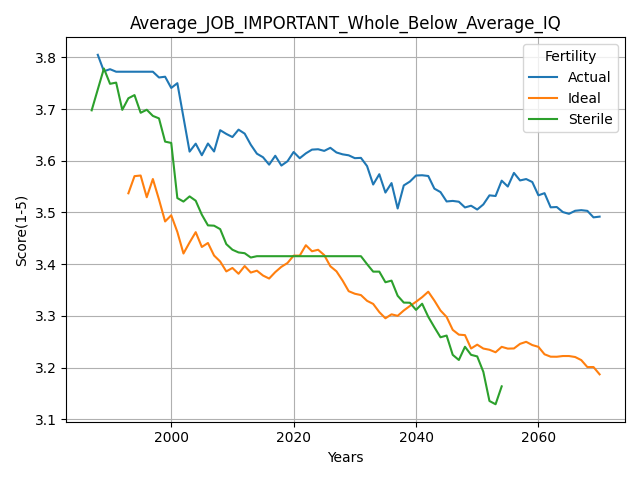 Average_JOB_IMPORTANT_Whole_Below_Average_IQ
Fertility
Actual
Ideal
Sterile
Score(1-5)
3.8
3.7
3.6
3.5
3.4
3.3
3.2
3.1
2000
2020
2040
2060
Years